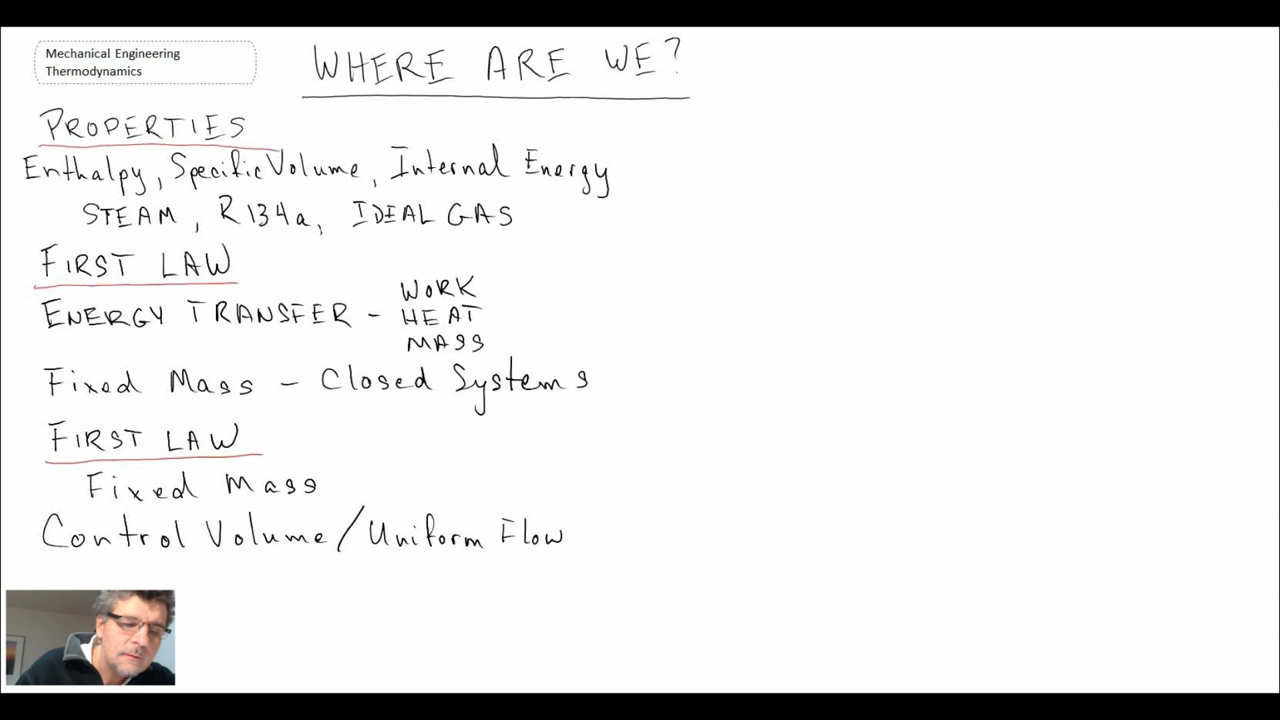 Mechanical Engineering
Thermodynamics
WHERE ARE WE?
PROPERTIES
Enthalpy, Specific Volume, Internal Energy
STEAM, R134a, IDEAL GAS
FIRST LAW
ENERGY TRANSFER - WORK
HEAT
MASS
Fixed Mass - Closed Systems
FIRST LAW
Fixed Mass
Control Volume/Uniform Flow